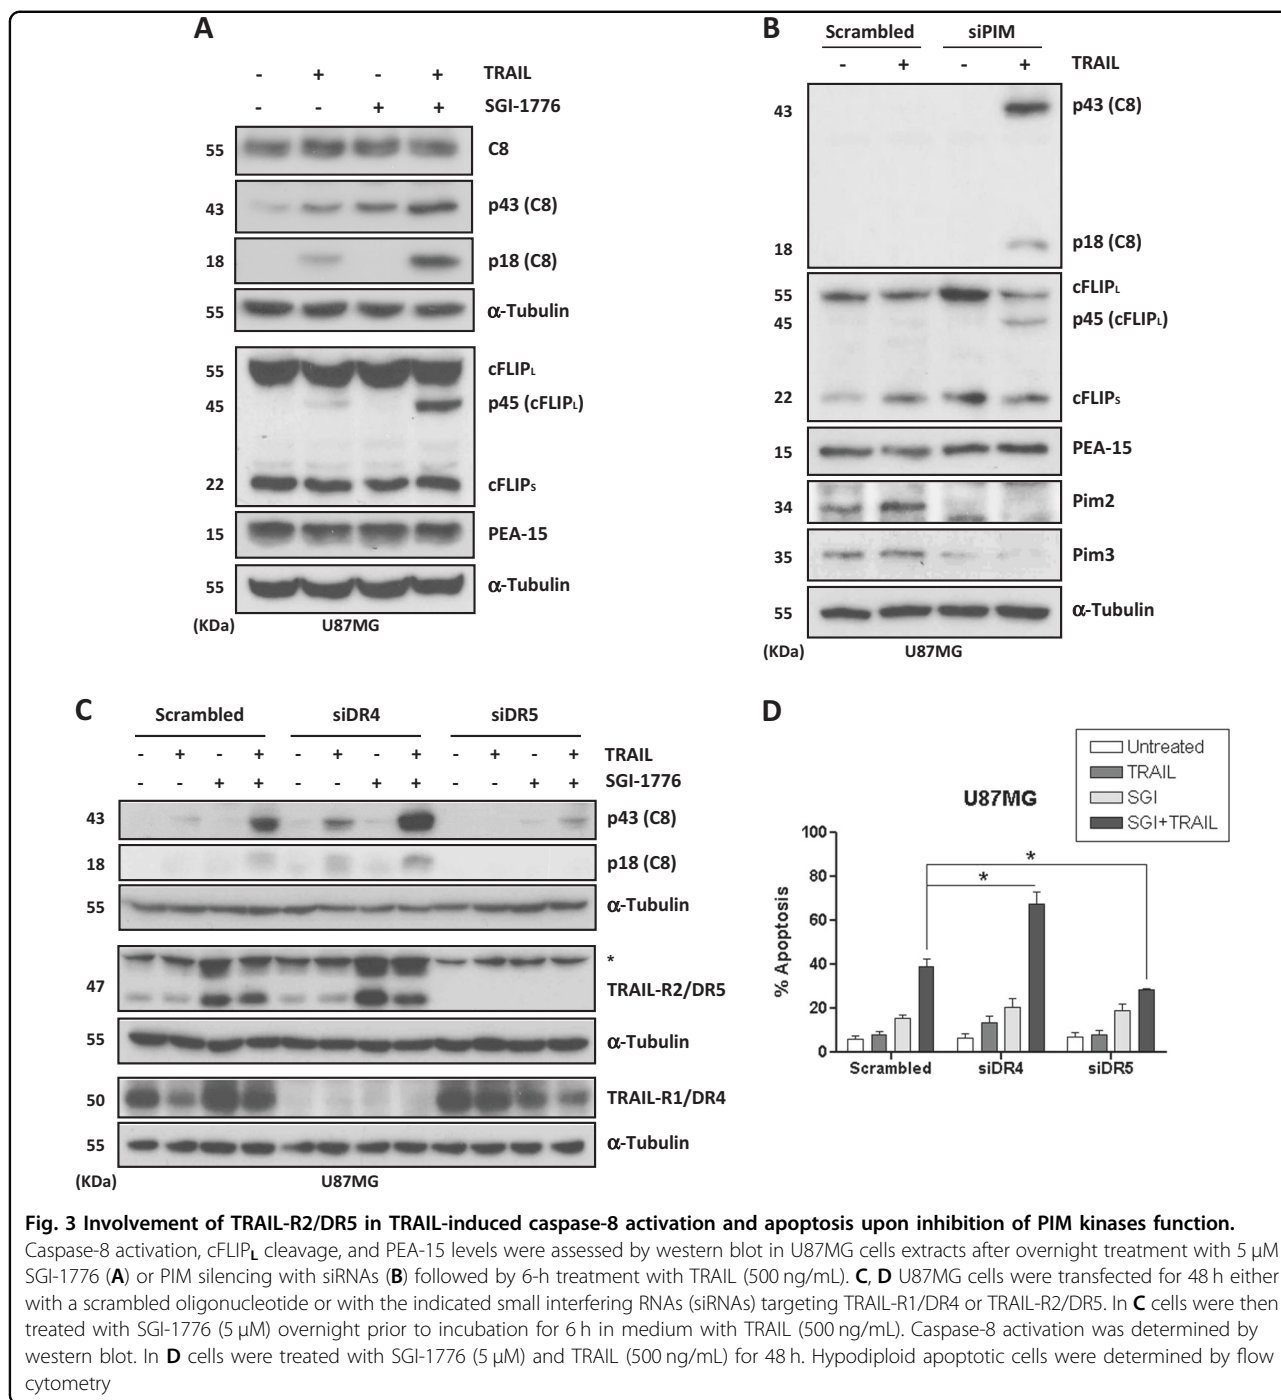 A
- + - + TRAIL
- - + + SGI-1776
55 C8
43 p43 (C8)
18 p18 (C8)
55 α-Tubulin
55 cFLIPL
45 p45 (cFLIPL)
22 cFLIPS
15 PEA-15
55 α-Tubulin
(KDa) U87MG
B
Scrambled siPIM
- + - + TRAIL
43 p43 (C8)
18 p18 (C8)
55 cFLIPL
45 p45 (cFLIPL)
22 cFLIPS
15 PEA-15
34 Pim2
35 Pim3
55 α-Tubulin
(KDa) U87MG
C
Scrambled siDR4 siDR5
- + - + - + - + - + - + TRAIL
- - + + - - + + - - + + SGI-1776
43 p43 (C8)
18 p18 (C8)
55 α-Tubulin
*
47 TRAIL-R2/DR5
55 α-Tubulin
50 TRAIL-R1/DR4
55 α-Tubulin
(KDa) U87MG
D
Untreated
TRAIL
SGI
SGI+TRAIL
U87MG
% Apoptosis
100
80
60
40
20
0
*
*
Scrambled siDR4 siDR5
Fig. 3 Involvement of TRAIL-R2/DR5 in TRAIL-induced caspase-8 activation and apoptosis upon inhibition of PIM kinases function.
Caspase-8 activation, cFLIPL cleavage, and PEA-15 levels were assessed by western blot in U87MG cells extracts after overnight treatment with 5 µM
SGI-1776 (A) or PIM silencing with siRNAs (B) followed by 6-h treatment with TRAIL (500 ng/mL). C, D U87MG cells were transfected for 48 h either
with a scrambled oligonucleotide or with the indicated small interfering RNAs (siRNAs) targeting TRAIL-R1/DR4 or TRAIL-R2/DR5. In C cells were then
treated with SGI-1776 (5 µM) overnight prior to incubation for 6 h in medium with TRAIL (500 ng/mL). Caspase-8 activation was determined by
western blot. In D cells were treated with SGI-1776 (5 µM) and TRAIL (500 ng/mL) for 48 h. Hypodiploid apoptotic cells were determined by flow
cytometry